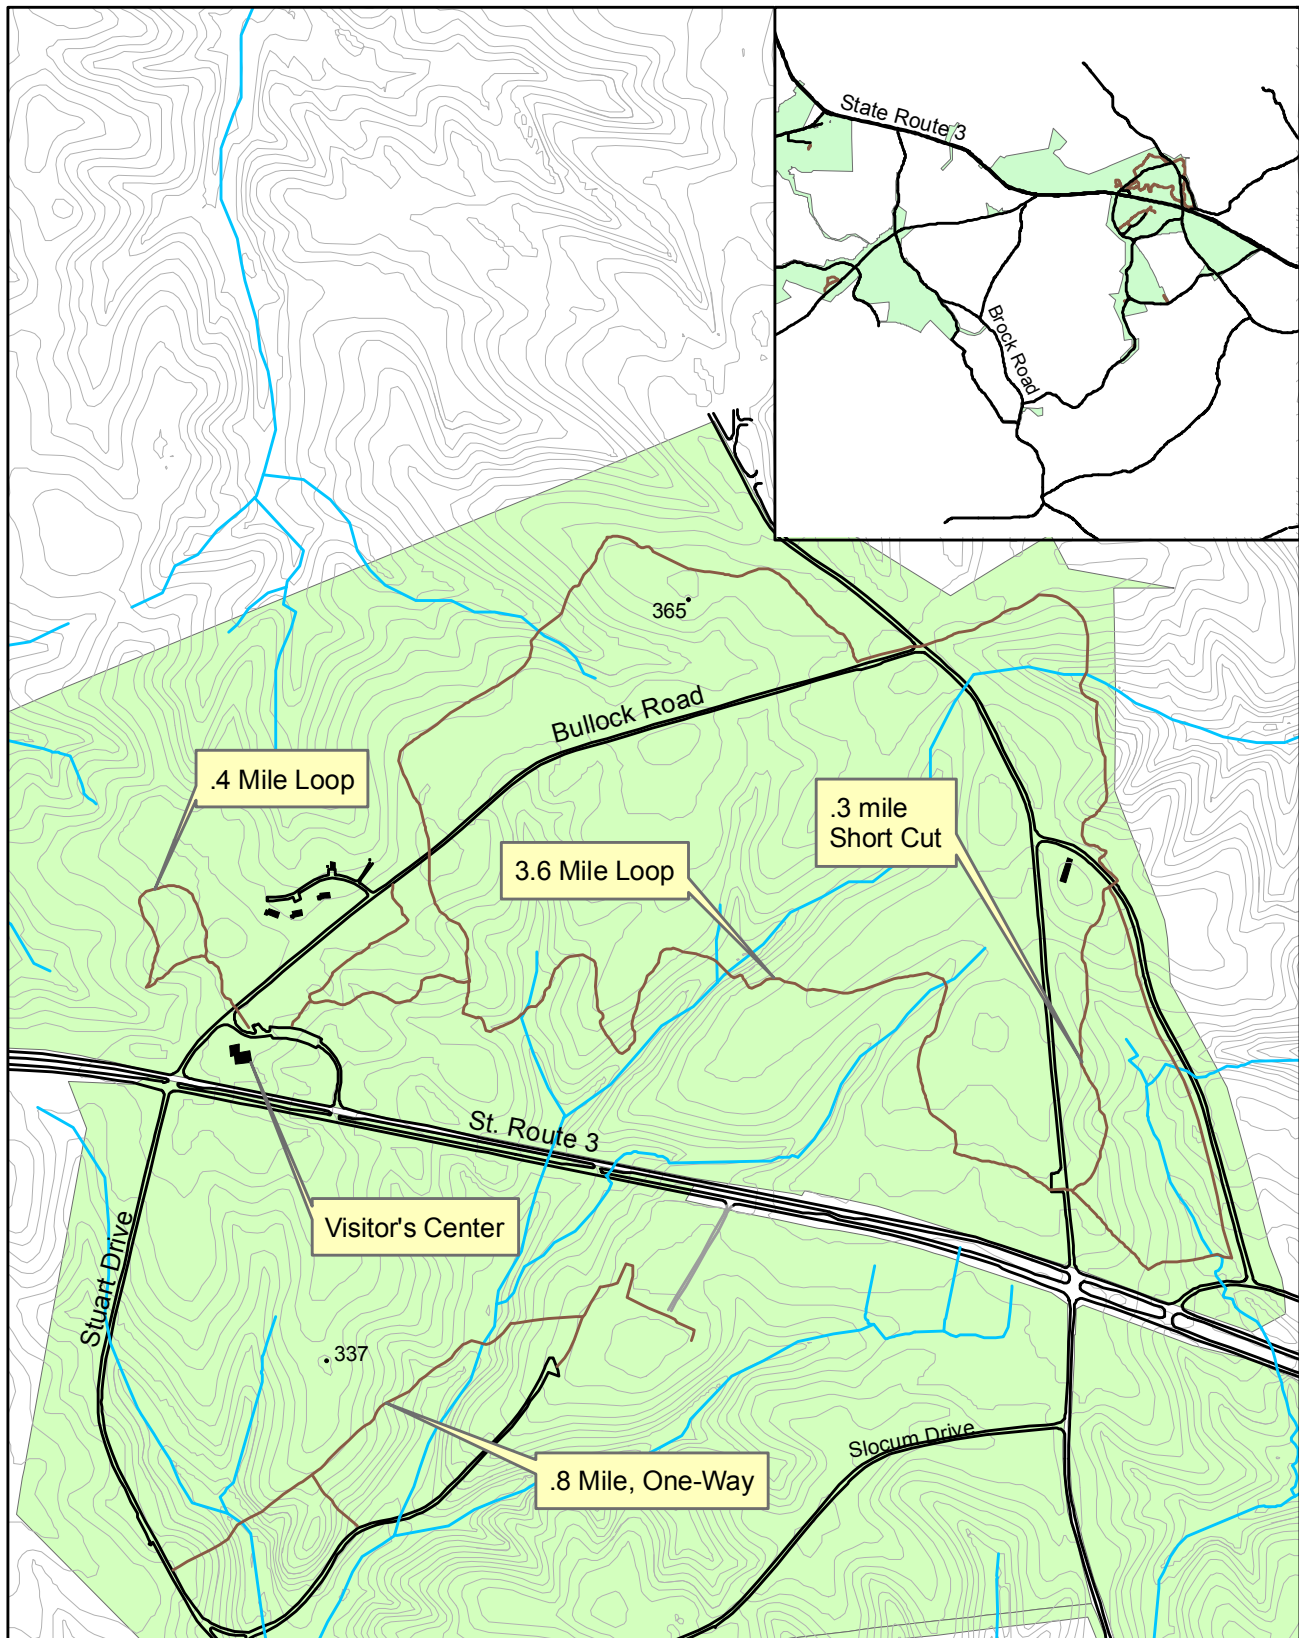 State Route 3
Brock Road
365
Bullock Road
.4 Mile Loop
.3 mile
Short Cut
3.6 Mile Loop
St. Route 3
Visitor's Center
Stuart Drive
337
Slocum Drive
.8 Mile, One-Way